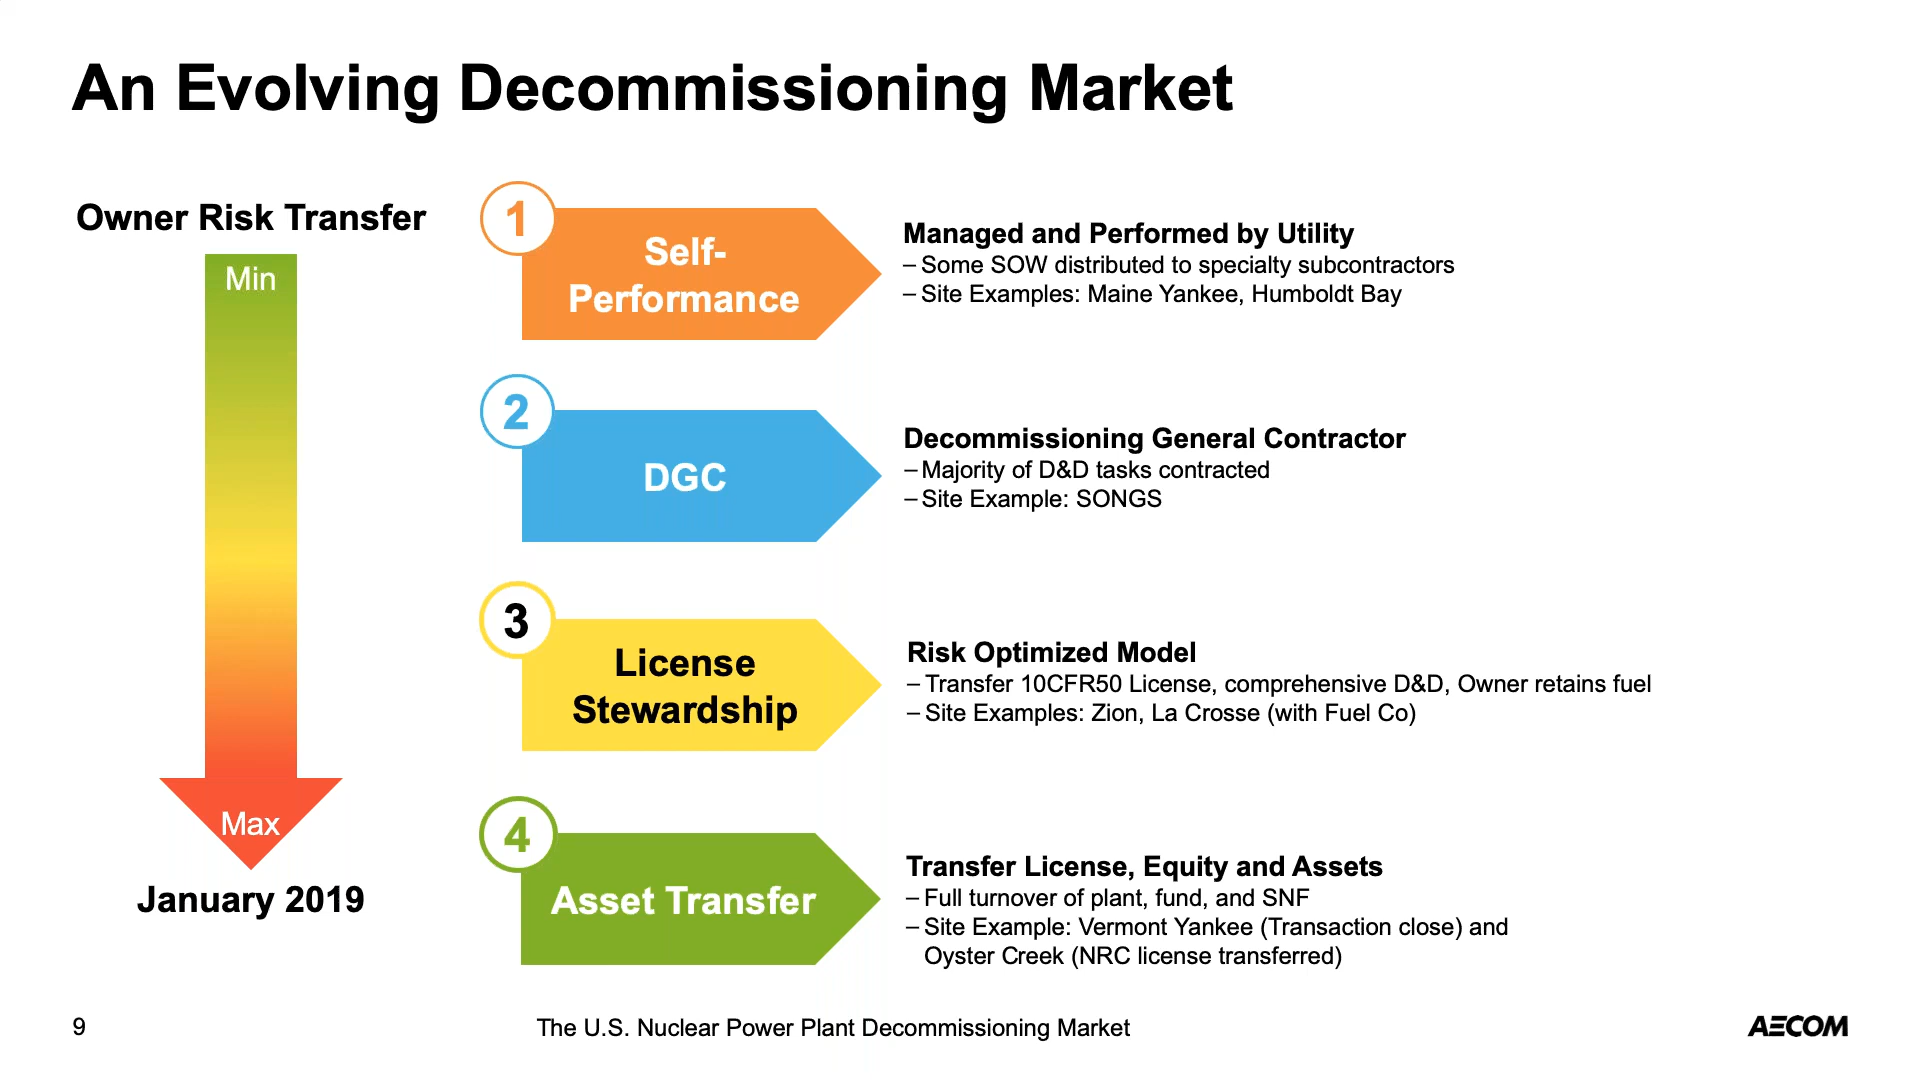 An Evolving Decommissioning Market
Owner Risk Transfer
Min
Max
January 2019
1
Self-
Performance
Managed and Performed by Utility
– Some SOW distributed to specialty subcontractors
– Site Examples: Maine Yankee, Humboldt Bay
2
DGC
Decommissioning General Contractor
– Majority of D&D tasks contracted
– Site Example: SONGS
3
License
Stewardship
Risk Optimized Model
– Transfer 10CFR50 License, comprehensive D&D, Owner retains fuel
– Site Examples: Zion, La Crosse (with Fuel Co)
4
Asset Transfer
Transfer License, Equity and Assets
– Full turnover of plant, fund, and SNF
– Site Example: Vermont Yankee (Transaction close) and
Oyster Creek (NRC license transferred)
9
The U.S. Nuclear Power Plant Decommissioning Market
AECOM